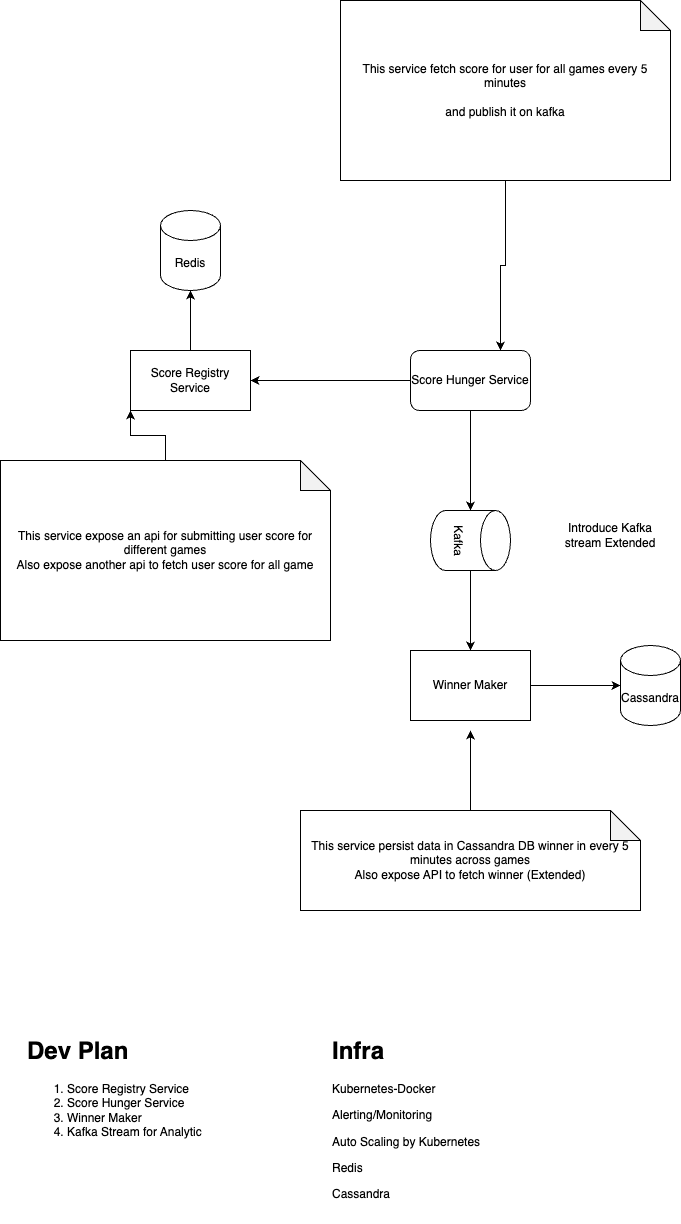 This service fetch score for user for all games every 5
minutes
and publish it on kafka
Redis
Score Registry
Service
Score Hunger Service
This service expose an api for submitting user score for
different games
Also expose another api to fetch user score for all game
Kafka
Introduce Kafka
stream Extended
Winner Maker
Cassandra
This service persist data in Cassandra DB winner in every 5
minutes across games
Also expose API to fetch winner (Extended)
Dev Plan
1. Score Registry Service
2. Score Hunger Service
3. Winner Maker
4. Kafka Stream for Analytic
Infra
Kubernetes-Docker
Alerting/Monitoring
Auto Scaling by Kubernetes
Redis
Cassandra